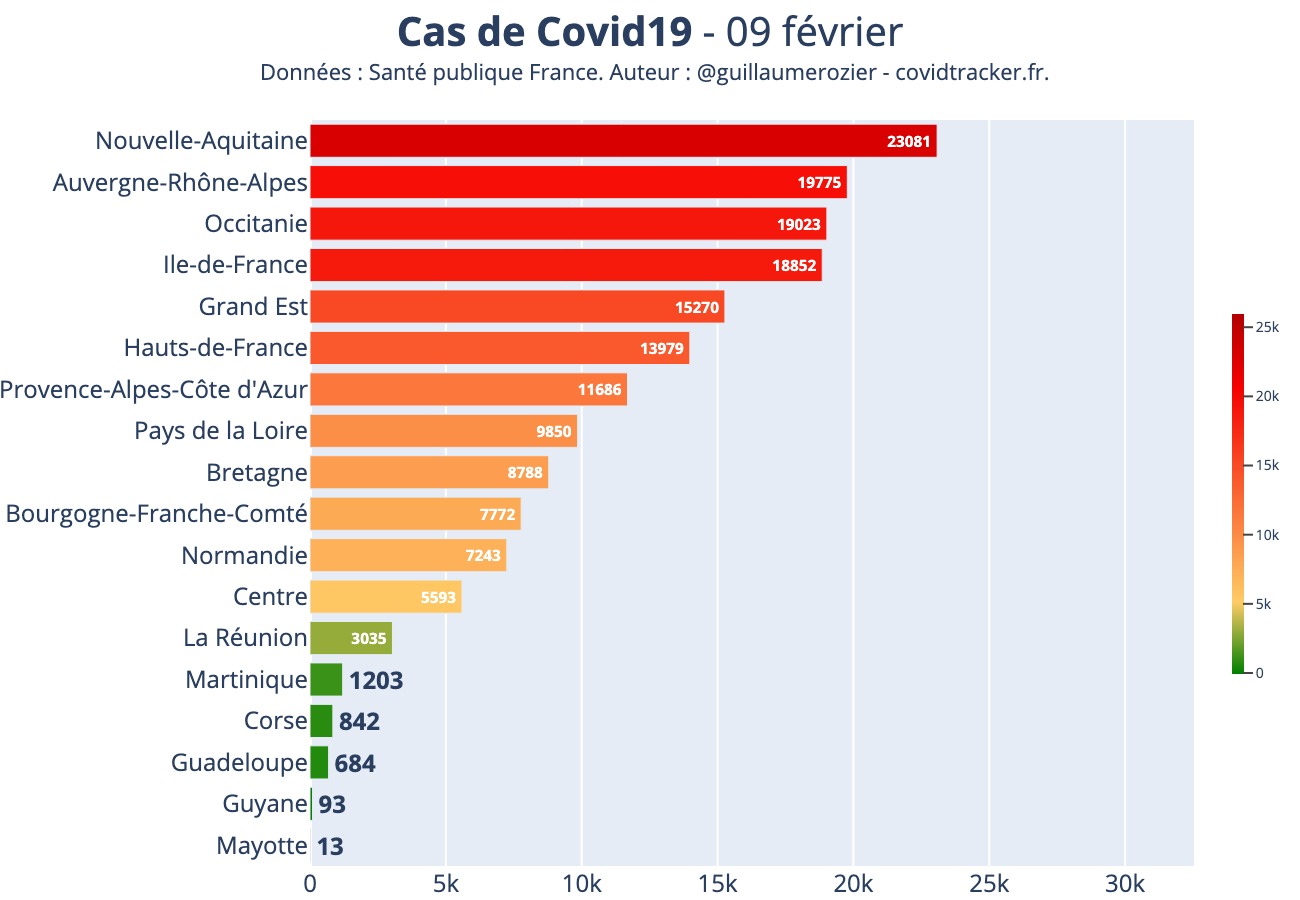 Cas de Covid19 - 09 février
Données : Santé publique France. Auteur : @guillaumerozier - covidtracker.fr.
Nouvelle-Aquitaine 23081
Auvergne-Rhône-Alpes 19775
Occitanie 19023
Ile-de-France 18852
Grand Est 15270
Hauts-de-France 13979
Provence-Alpes-Côte d'Azur 11686
Pays de la Loire 9850
Bretagne 8788
Bourgogne-Franche-Comté 7772
Normandie 7243
Centre 5593
La Réunion 3035
Martinique 1203
Corse 842
Guadeloupe 684
Guyane 93
Mayotte 13
0 5k 10k 15k 20k 25k 30k
25k
20k
15k
10k
5k
0